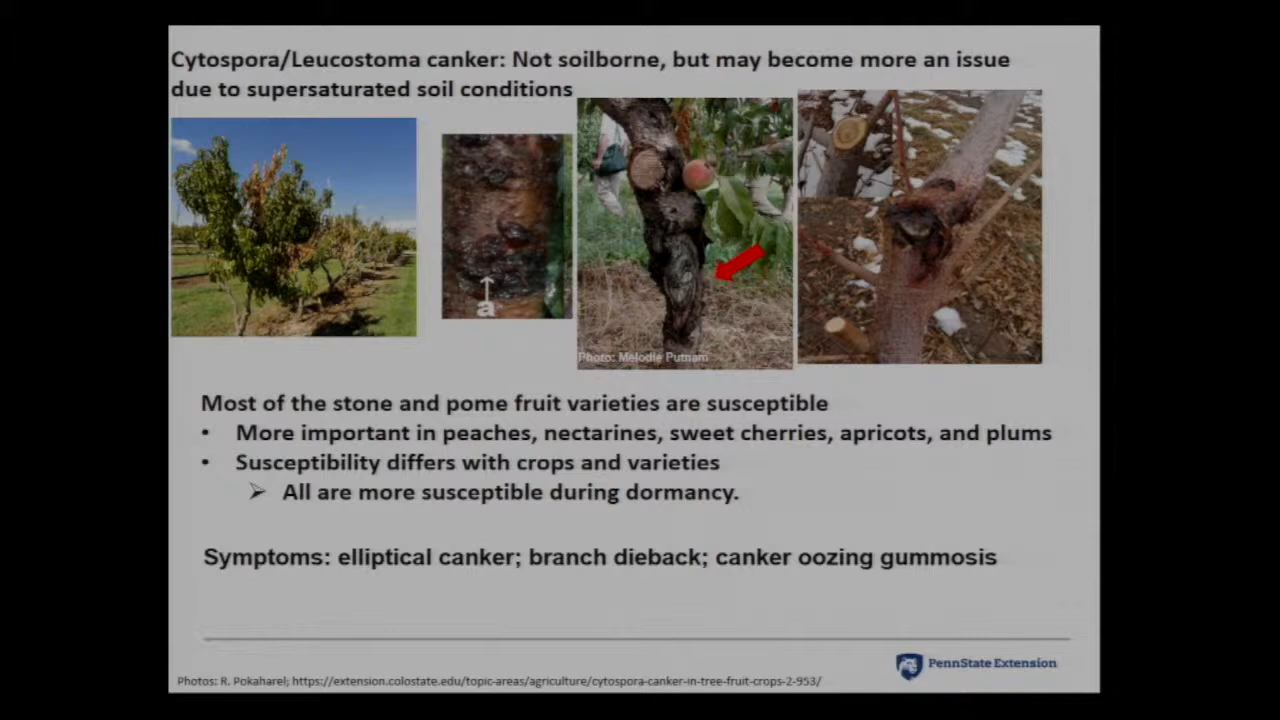 Cytospora/Leucostoma canker: Not soilborne, but may become more an issue
due to supersaturated soil conditions
a
Photo: Melodie Putnam
Most of the stone and pome fruit varieties are susceptible
• More important in peaches, nectarines, sweet cherries, apricots, and plums
• Susceptibility differs with crops and varieties
➢ All are more susceptible during dormancy.
Symptoms: elliptical canker; branch dieback; canker oozing gummosis
PennState Extension
Photos: R. Pokaharel; https://extension.colostate.edu/topic-areas/agriculture/cytospora-canker-in-tree-fruit-crops-2-953/